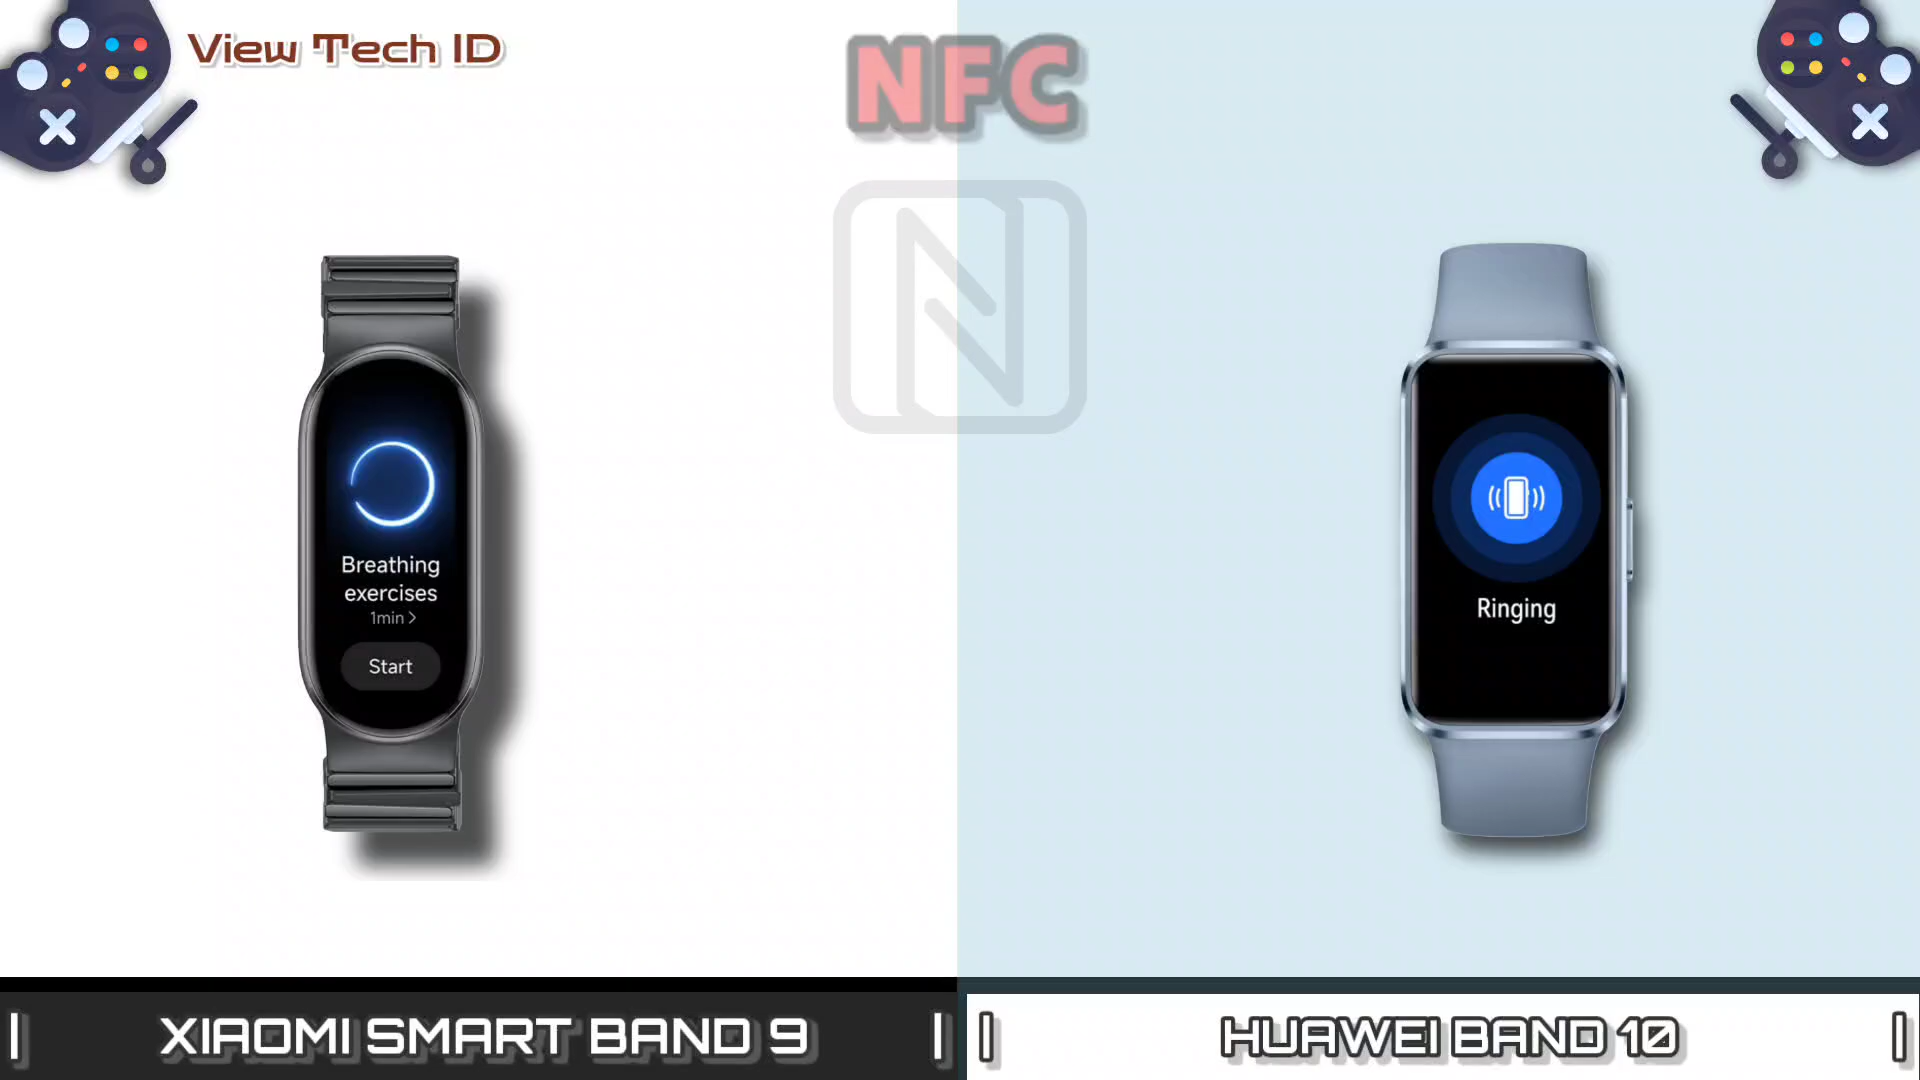 View Tech ID
NFC
Breathing
exercises
1min >
Start
Ringing
XIAOMI SMART BAND 9
HUAWEI BAND 10